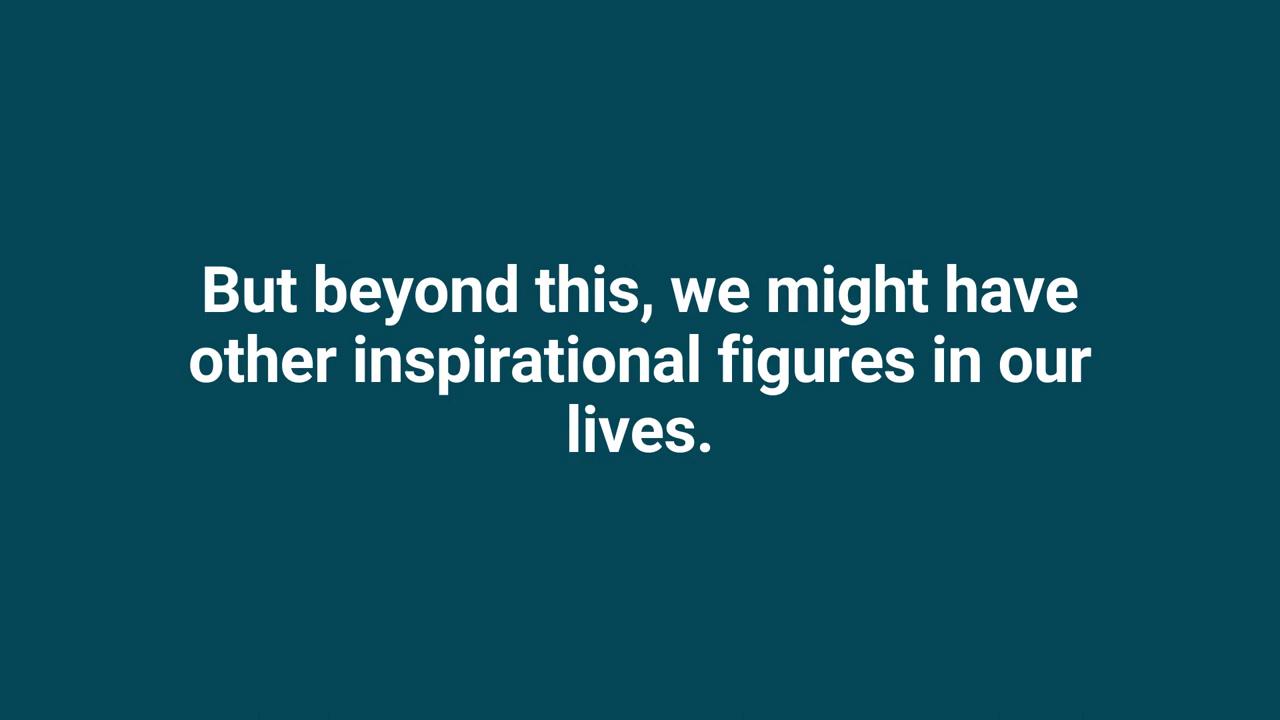 But beyond this, we might have
other inspirational figures in our
lives.